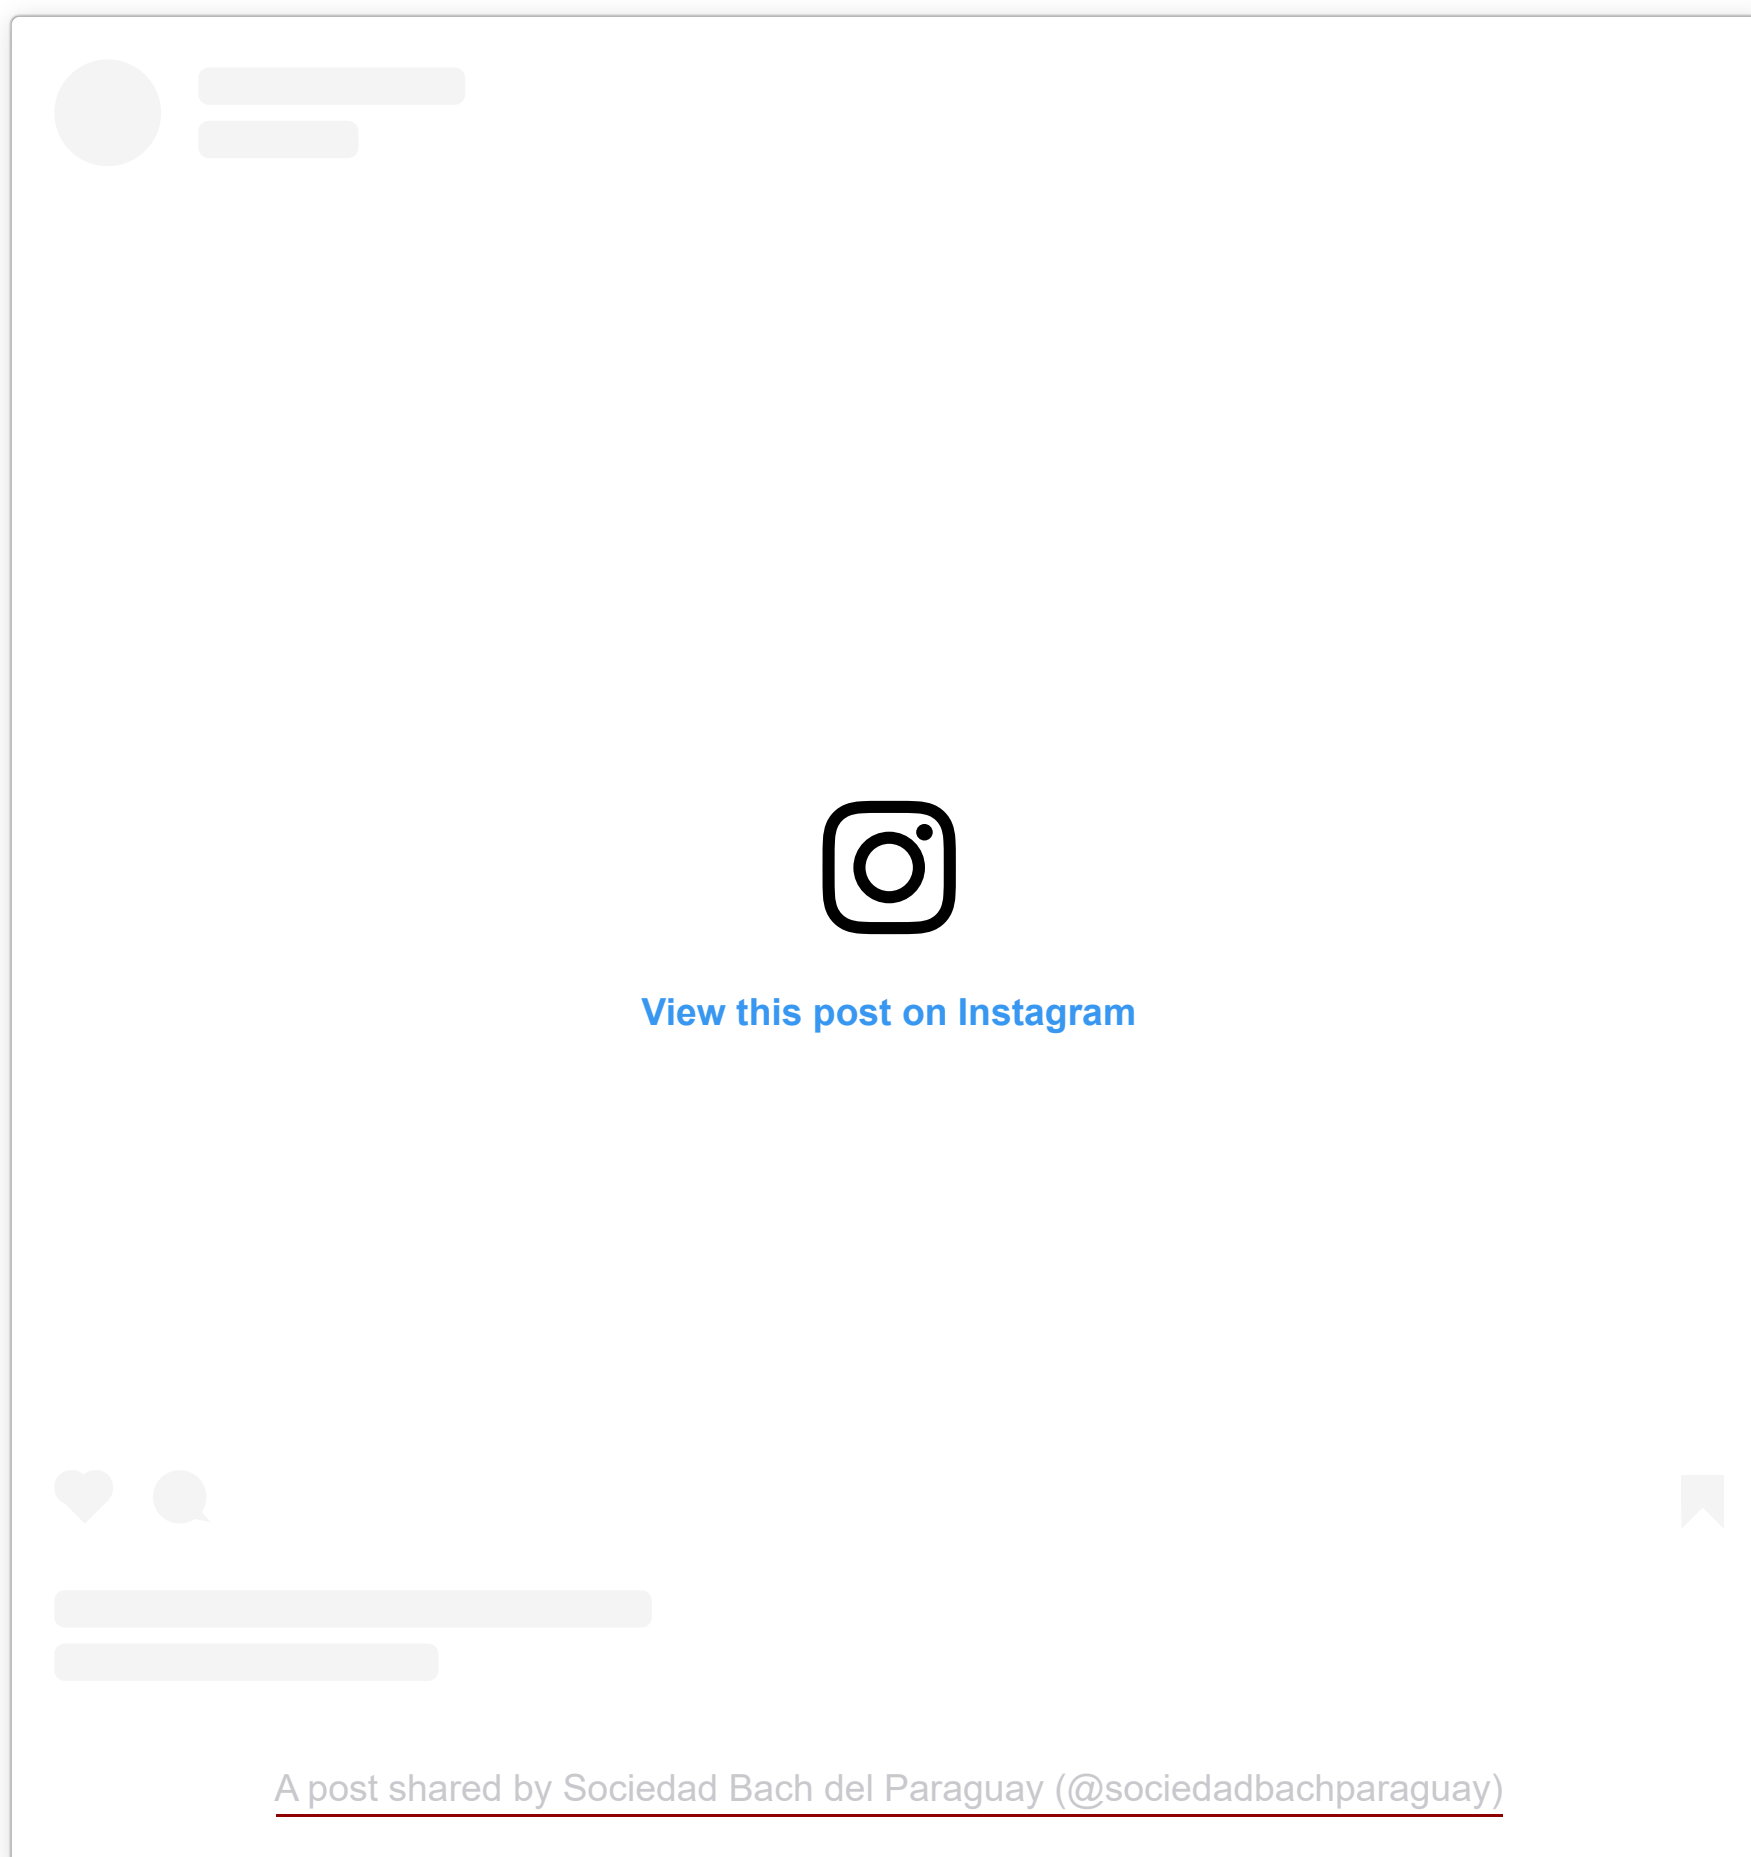 View this post on Instagram
A post shared by Sociedad Bach del Paraguay (@sociedadbachparaguay)